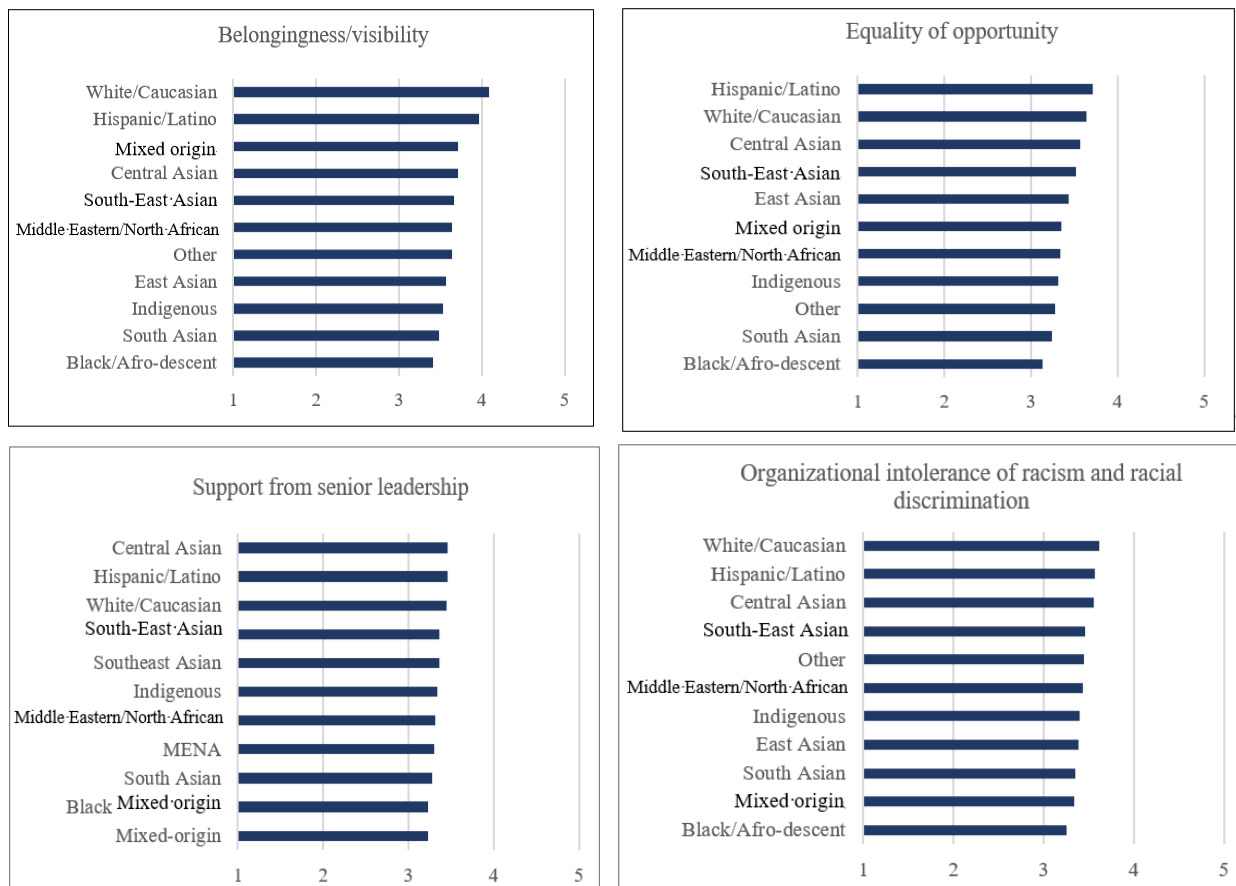 Belongingness/visibility
White/Caucasian
Hispanic/Latino
Mixed origin
Central Asian
South-East·Asian
Middle·Eastern/North·African
Other
East Asian
Indigenous
South Asian
Black/Afro-descent
1 2 3 4 5
Equality of opportunity
Hispanic/Latino
White/Caucasian
Central Asian
South-East·Asian
East Asian
Mixed origin
Middle·Eastern/North·African
Indigenous
Other
South Asian
Black/Afro-descent
1 2 3 4 5
Support from senior leadership
Central Asian
Hispanic/Latino
White/Caucasian
South-East·Asian
Southeast Asian
Indigenous
Middle·Eastern/North·African
MENA
South Asian
Black Mixed·origin
Mixed-origin
1 2 3 4 5
Organizational intolerance of racism and racial
discrimination
White/Caucasian
Hispanic/Latino
Central Asian
South-East Asian
Other
Middle·Eastern/North·African
Indigenous
East Asian
South Asian
Mixed·origin
Black/Afro-descent
1 2 3 4 5